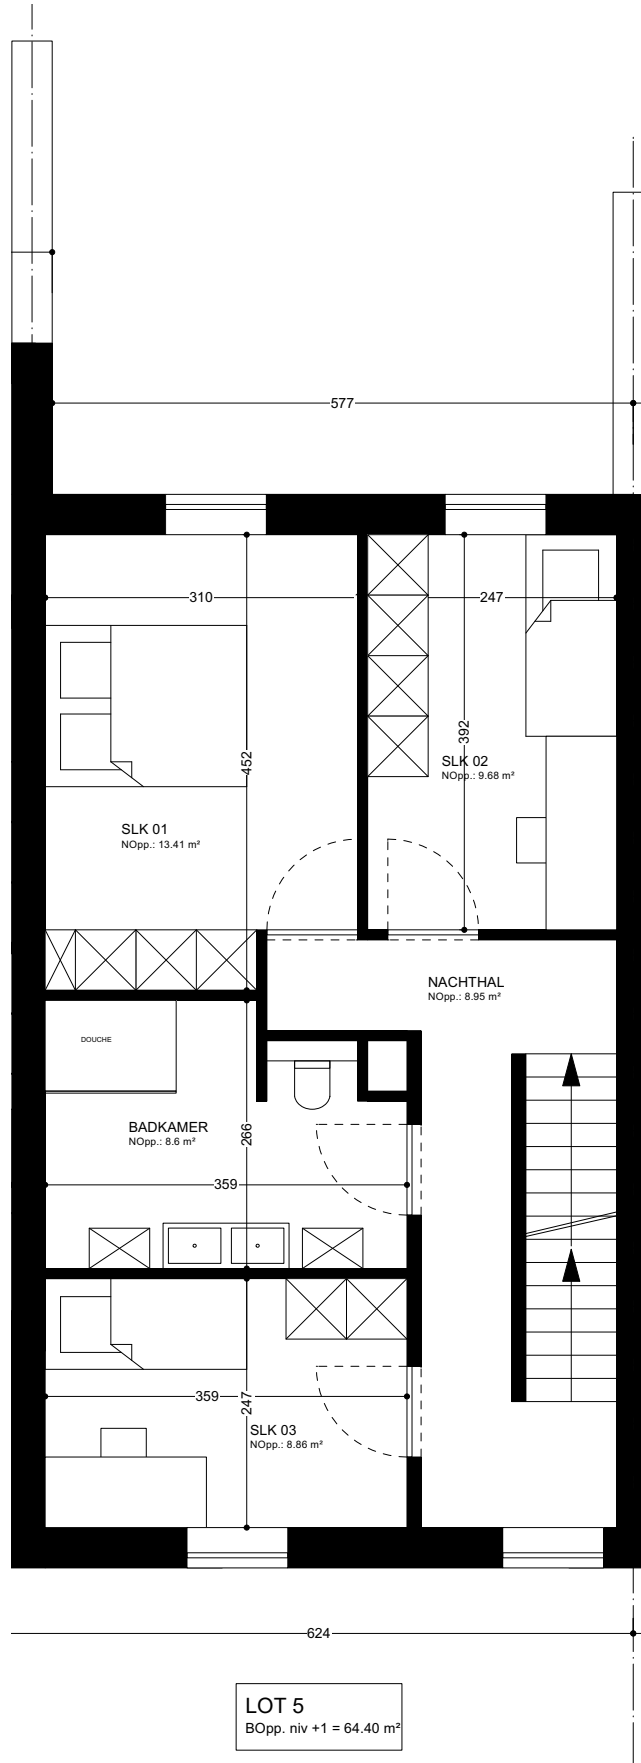 577
310
247
392
452
SLK 02
NOpp.: 9.68 m²
SLK 01
NOpp.: 13.41 m²
NACHTHAL
NOpp.: 8.95 m²
DOUCHE
BADKAMER
NOpp.: 8.6 m²
266
359
359
247
SLK 03
NOpp.: 8.86 m²
624
LOT 5
BOpp. niv +1 = 64.40 m²